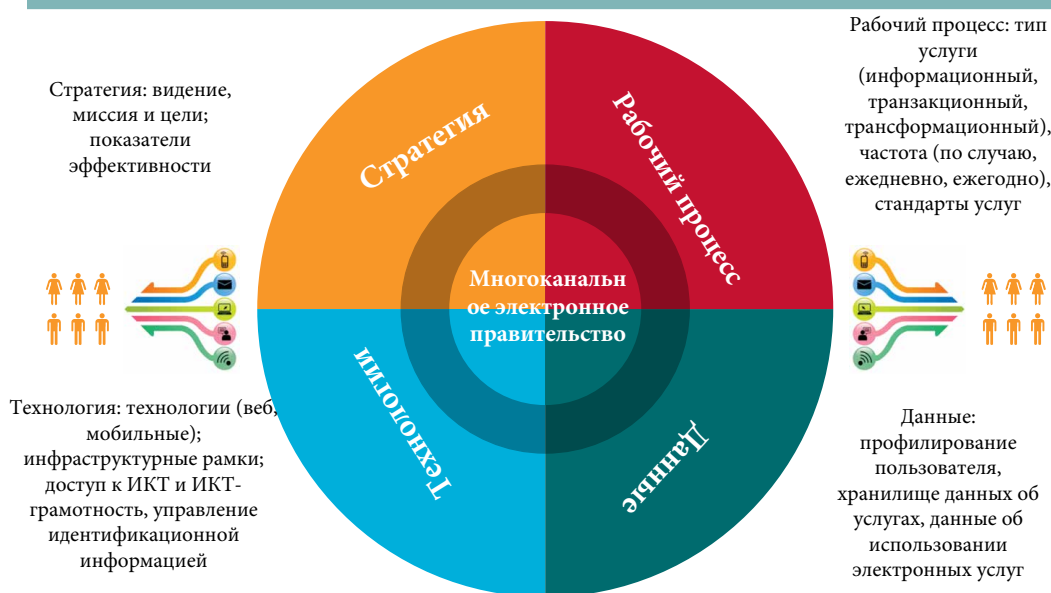 Стратегия: видение,
миссия и цели;
показатели
эффективности
Рабочий процесс: тип
услуги
(информационный,
транзакционный,
трансформационный),
частота (по случаю,
ежедневно, ежегодно),
стандарты услуг
Стратегия
Рабочий процесс
Многоканальн
ое электронное
правительство
Технологии
Данные
Технология: технологии (веб,
мобильные);
инфраструктурные рамки;
доступ к ИКТ и ИКТ-
грамотность, управление
идентификационной
информацией
Данные:
профилирование
пользователя,
хранилище данных об
услугах, данные об
использовании
электронных услуг